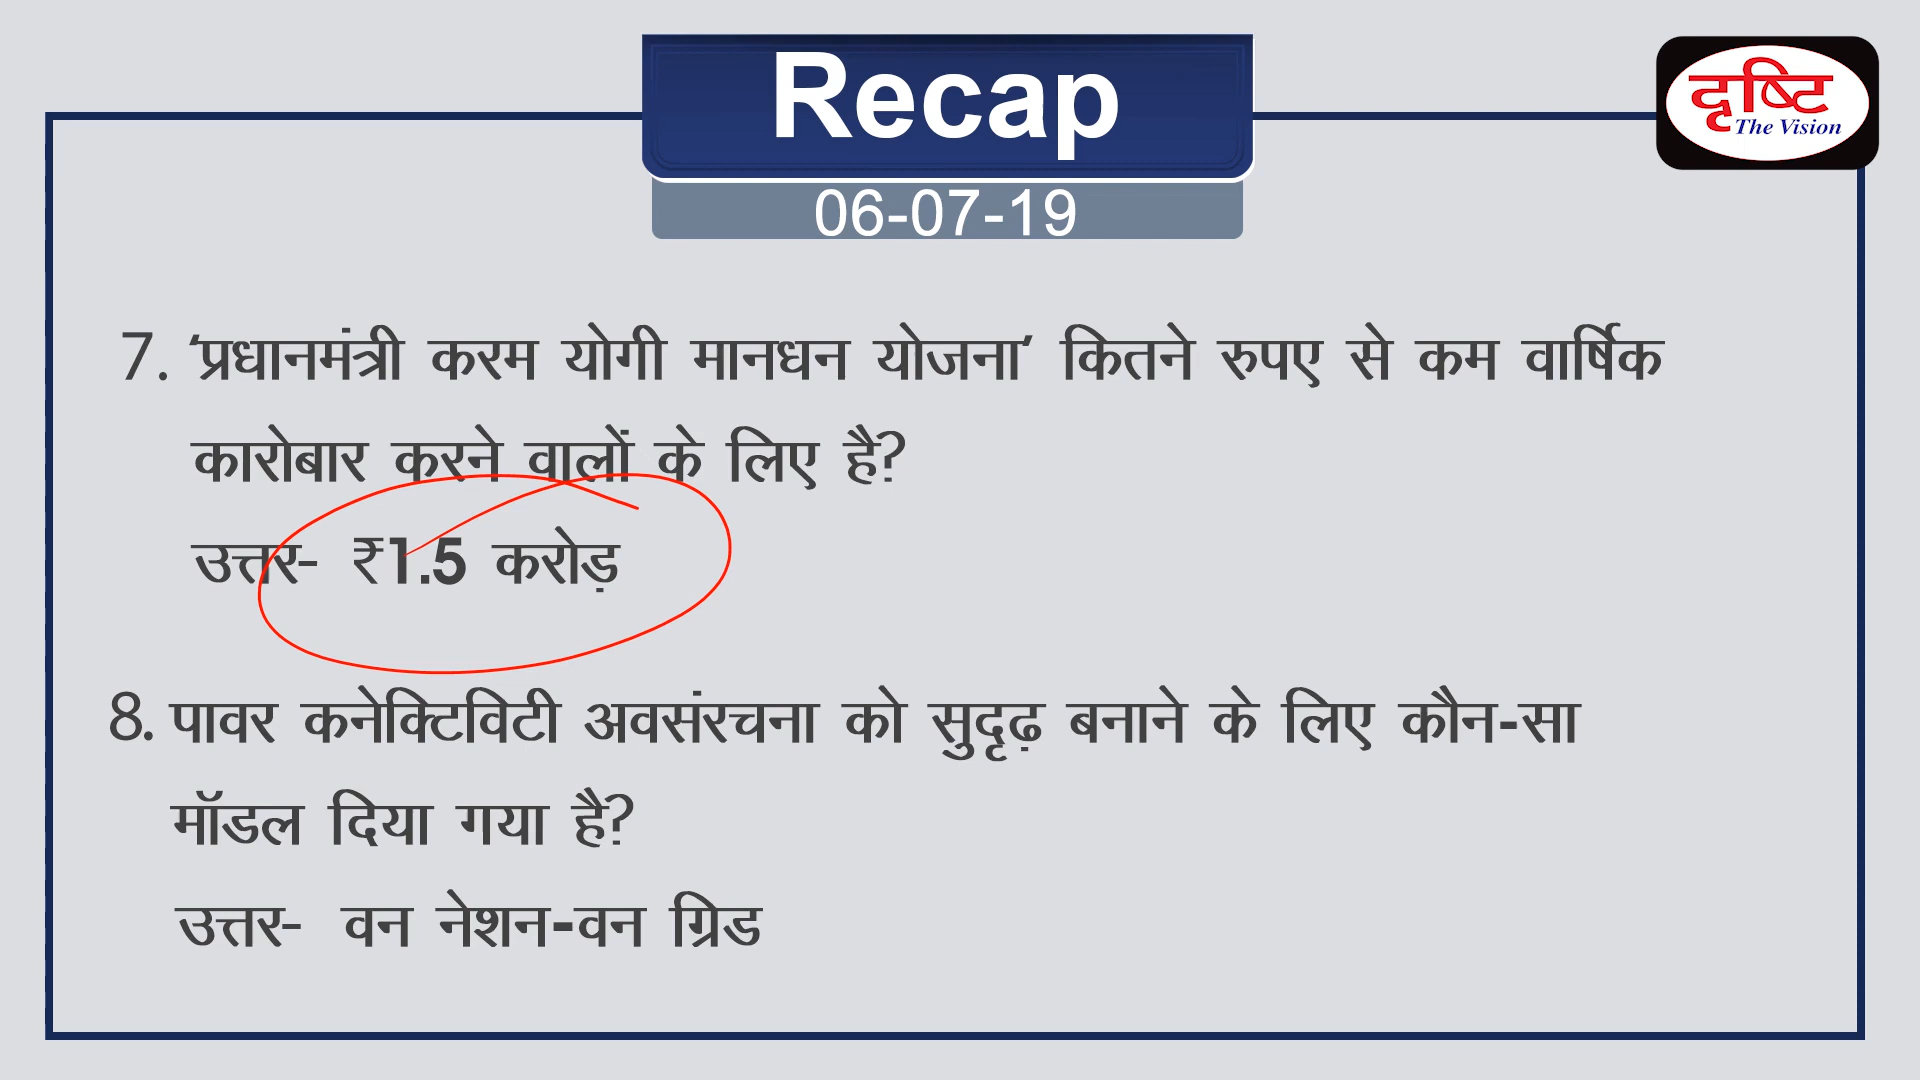 Recap
दृष्टि
The Vision
06-07-19
7. ‘प्रधानमंत्री करम योगी मानधन योजना’ कितने रुपए से कम वार्षिक
कारोबार करने वालों के लिए है?
उत्तर- ₹1.5 करोड़
8. पावर कनेक्टिविटी अवसंरचना को सुदृढ़ बनाने के लिए कौन-सा
मॉडल दिया गया है?
उत्तर- वन नेशन-वन ग्रिड